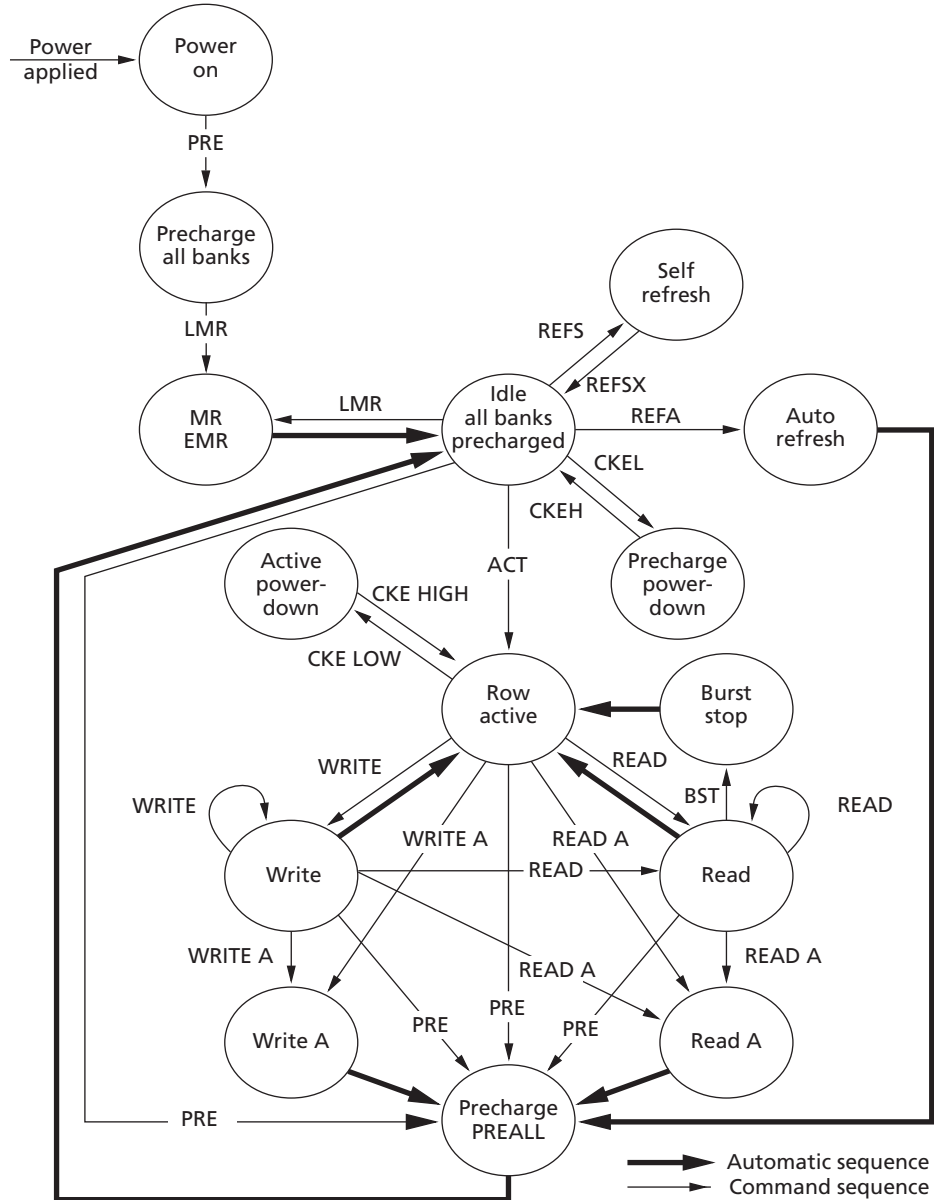 Power
applied
Power
on
PRE
Precharge
all banks
LMR
MR
EMR
LMR
Idle
all banks
precharged
REFS
REFSX
Self
refresh
REFA
Auto
refresh
CKEL
CKEH
Precharge
power-
down
ACT
Active
power-
down
CKE HIGH
CKE LOW
Row
active
Burst
stop
WRITE
READ
BST
WRITE
READ
WRITE A
READ A
Write
READ
Read
WRITE A
READ A
READ A
Write A
PRE
PRE
PRE
Read A
PRE
Precharge
PREALL
Automatic sequence
Command sequence